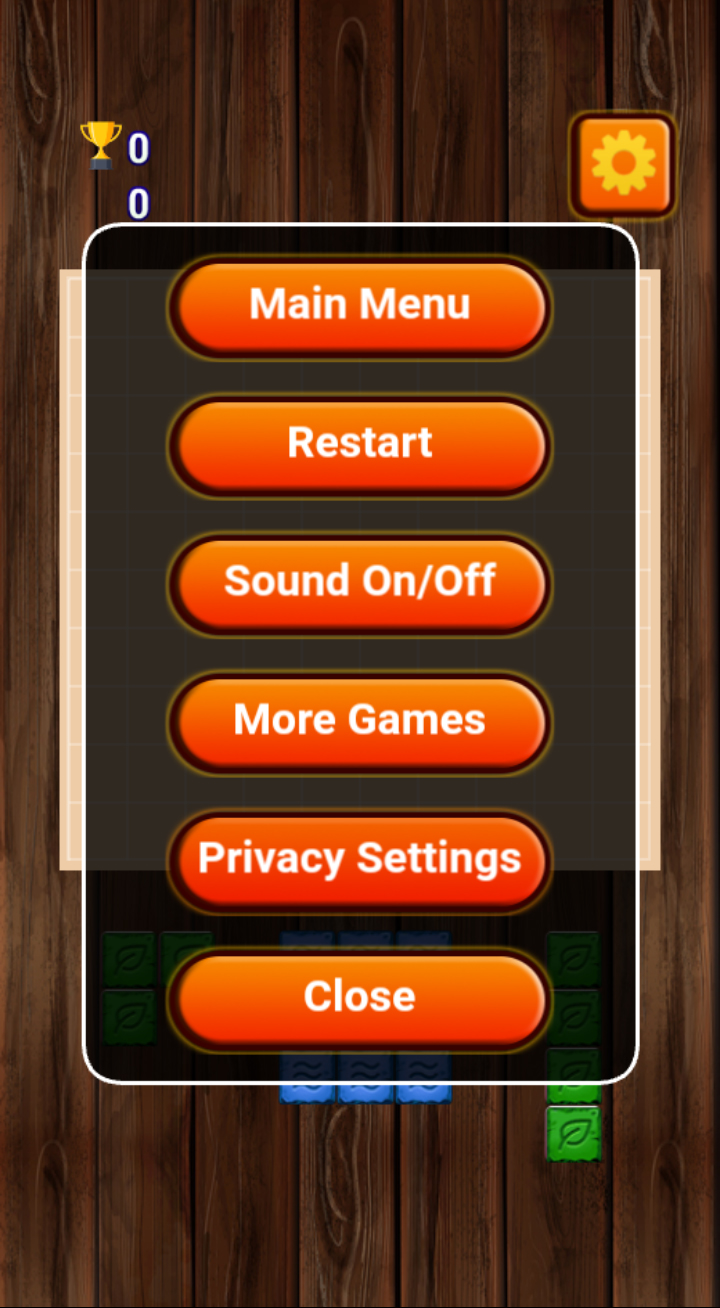 0
0
Main Menu
Restart
Sound On/Off
More Games
Privacy Settings
Close